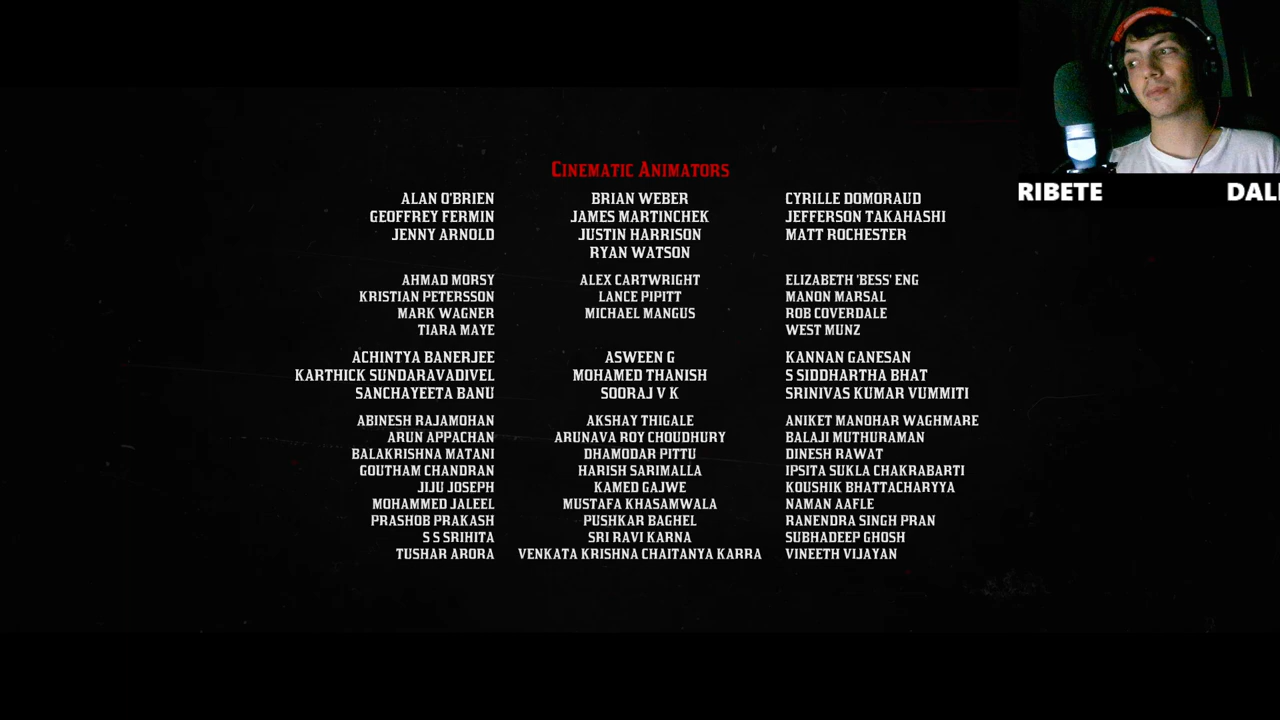 RIBETE DALI
CINEMATIC ANIMATORS
ALAN O'BRIEN BRIAN WEBER CYRILLE DOMORAUD
GEOFFREY FERMIN JAMES MARTINCHEK JEFFERSON TAKAHASHI
JENNY ARNOLD JUSTIN HARRISON MATT ROCHESTER
RYAN WATSON
AHMAD MORSY ALEX CARTWRIGHT ELIZABETH 'BESS' ENG
KRISTIAN PETERSSON LANCE PIPITT MANON MARSAL
MARK WAGNER MICHAEL MANGUS ROB COVERDALE
TIARA MAYE WEST MUNZ
ACHINTYA BANERJEE ASWEEN G KANNAN GANESAN
KARTHICK SUNDARAVADIVEL MOHAMED THANISH S SIDDHARTHA BHAT
SANCHAYEETA BANU SOORAJ V K SRINIVAS KUMAR VUMMITI
ABINESH RAJAMOHAN AKSHAY THIGALE ANIKET MANOHAR WAGHMARE
ARUN APPACHAN ARUNAVA ROY CHOUDHURY BALAJI MUTHURAMAN
BALAKRISHNA MATANI DHAMODAR PITTU DINESH RAWAT
GOUTHAM CHANDRAN HARISH SARIMALLA IPSITA SUKLA CHAKRABARTI
JIJU JOSEPH KAMED GAJWE KOUSHIK BHATTACHARYYA
MOHAMMED JALEEL MUSTAFA KHASAMWALA NAMAN AAFLE
PRASHOB PRAKASH PUSHKAR BAGHEL RANENDRA SINGH PRAN
S S SRIHITA SRI RAVI KARNA SUBHADEEP GHOSH
TUSHAR ARORA VENKATA KRISHNA CHAITANYA KARRA VINEETH VIJAYAN